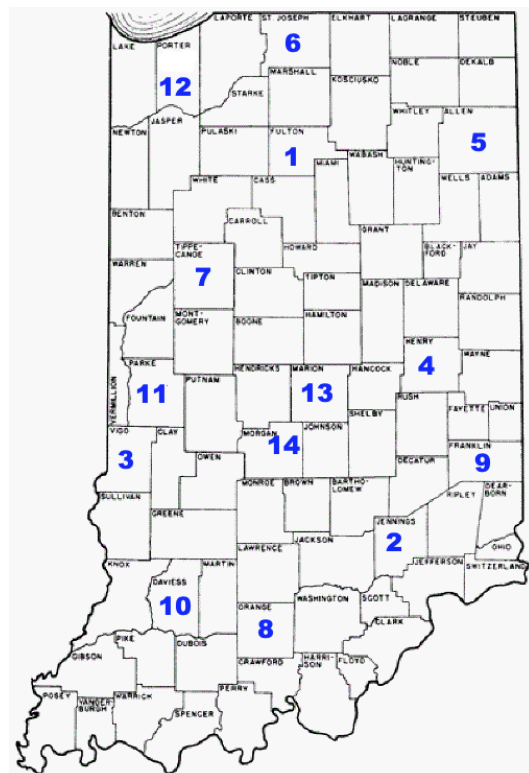 LAPORTE ST. JOSEPH ELKHART LAGRANGE STEUBEN
6
LAKE PORTER
NOBLE DEKALB
12
MARSHALL
KOSCIUSKO
STARKE
WHITLEY ALLEN
JASPER
NEWTON PULASKI FULTON
5
1
MIAMI WABASH HUNTING-
TON
WELLS ADAMS
WHITE CASS
BENTON
CARROLL
GRANT
TIPPE-
CANOE
HOWARD
BLACK-
FORD
JAY
WARREN
7
CLINTON
TIPTON
MADISON DELAWARE
RANDOLPH
FOUNTAIN
MONT-
GOMERY
BOONE
HAMILTON
HENRY
WAYNE
4
PARKE
HENDRICKS MARION HANCOCK
PUTNAM
11
13
RUSH
FAYETTE UNION
VERMILLION
SHELBY
VIGO CLAY
MORGAN JOHNSON
14
FRANKLIN
3
OWEN
DECATUR
9
MONROE BROWN BARTHO-
LOMEW
DEAR-
BORN
SULLIVAN
RIPLEY
GREENE
JENNINGS
2
JACKSON
OHIO
LAWRENCE
KNOX
MARTIN
JEFFERSON SWITZERLAND
DAVIESS
10
ORANGE
WASHINGTON
SCOTT
8
CLARK
PIKE
DUBOIS
GIBSON
CRAWFORD
HARRI-
SON
FLOYD
POSEY
VANDER-
BURGH
WARRICK
PERRY
SPENCER